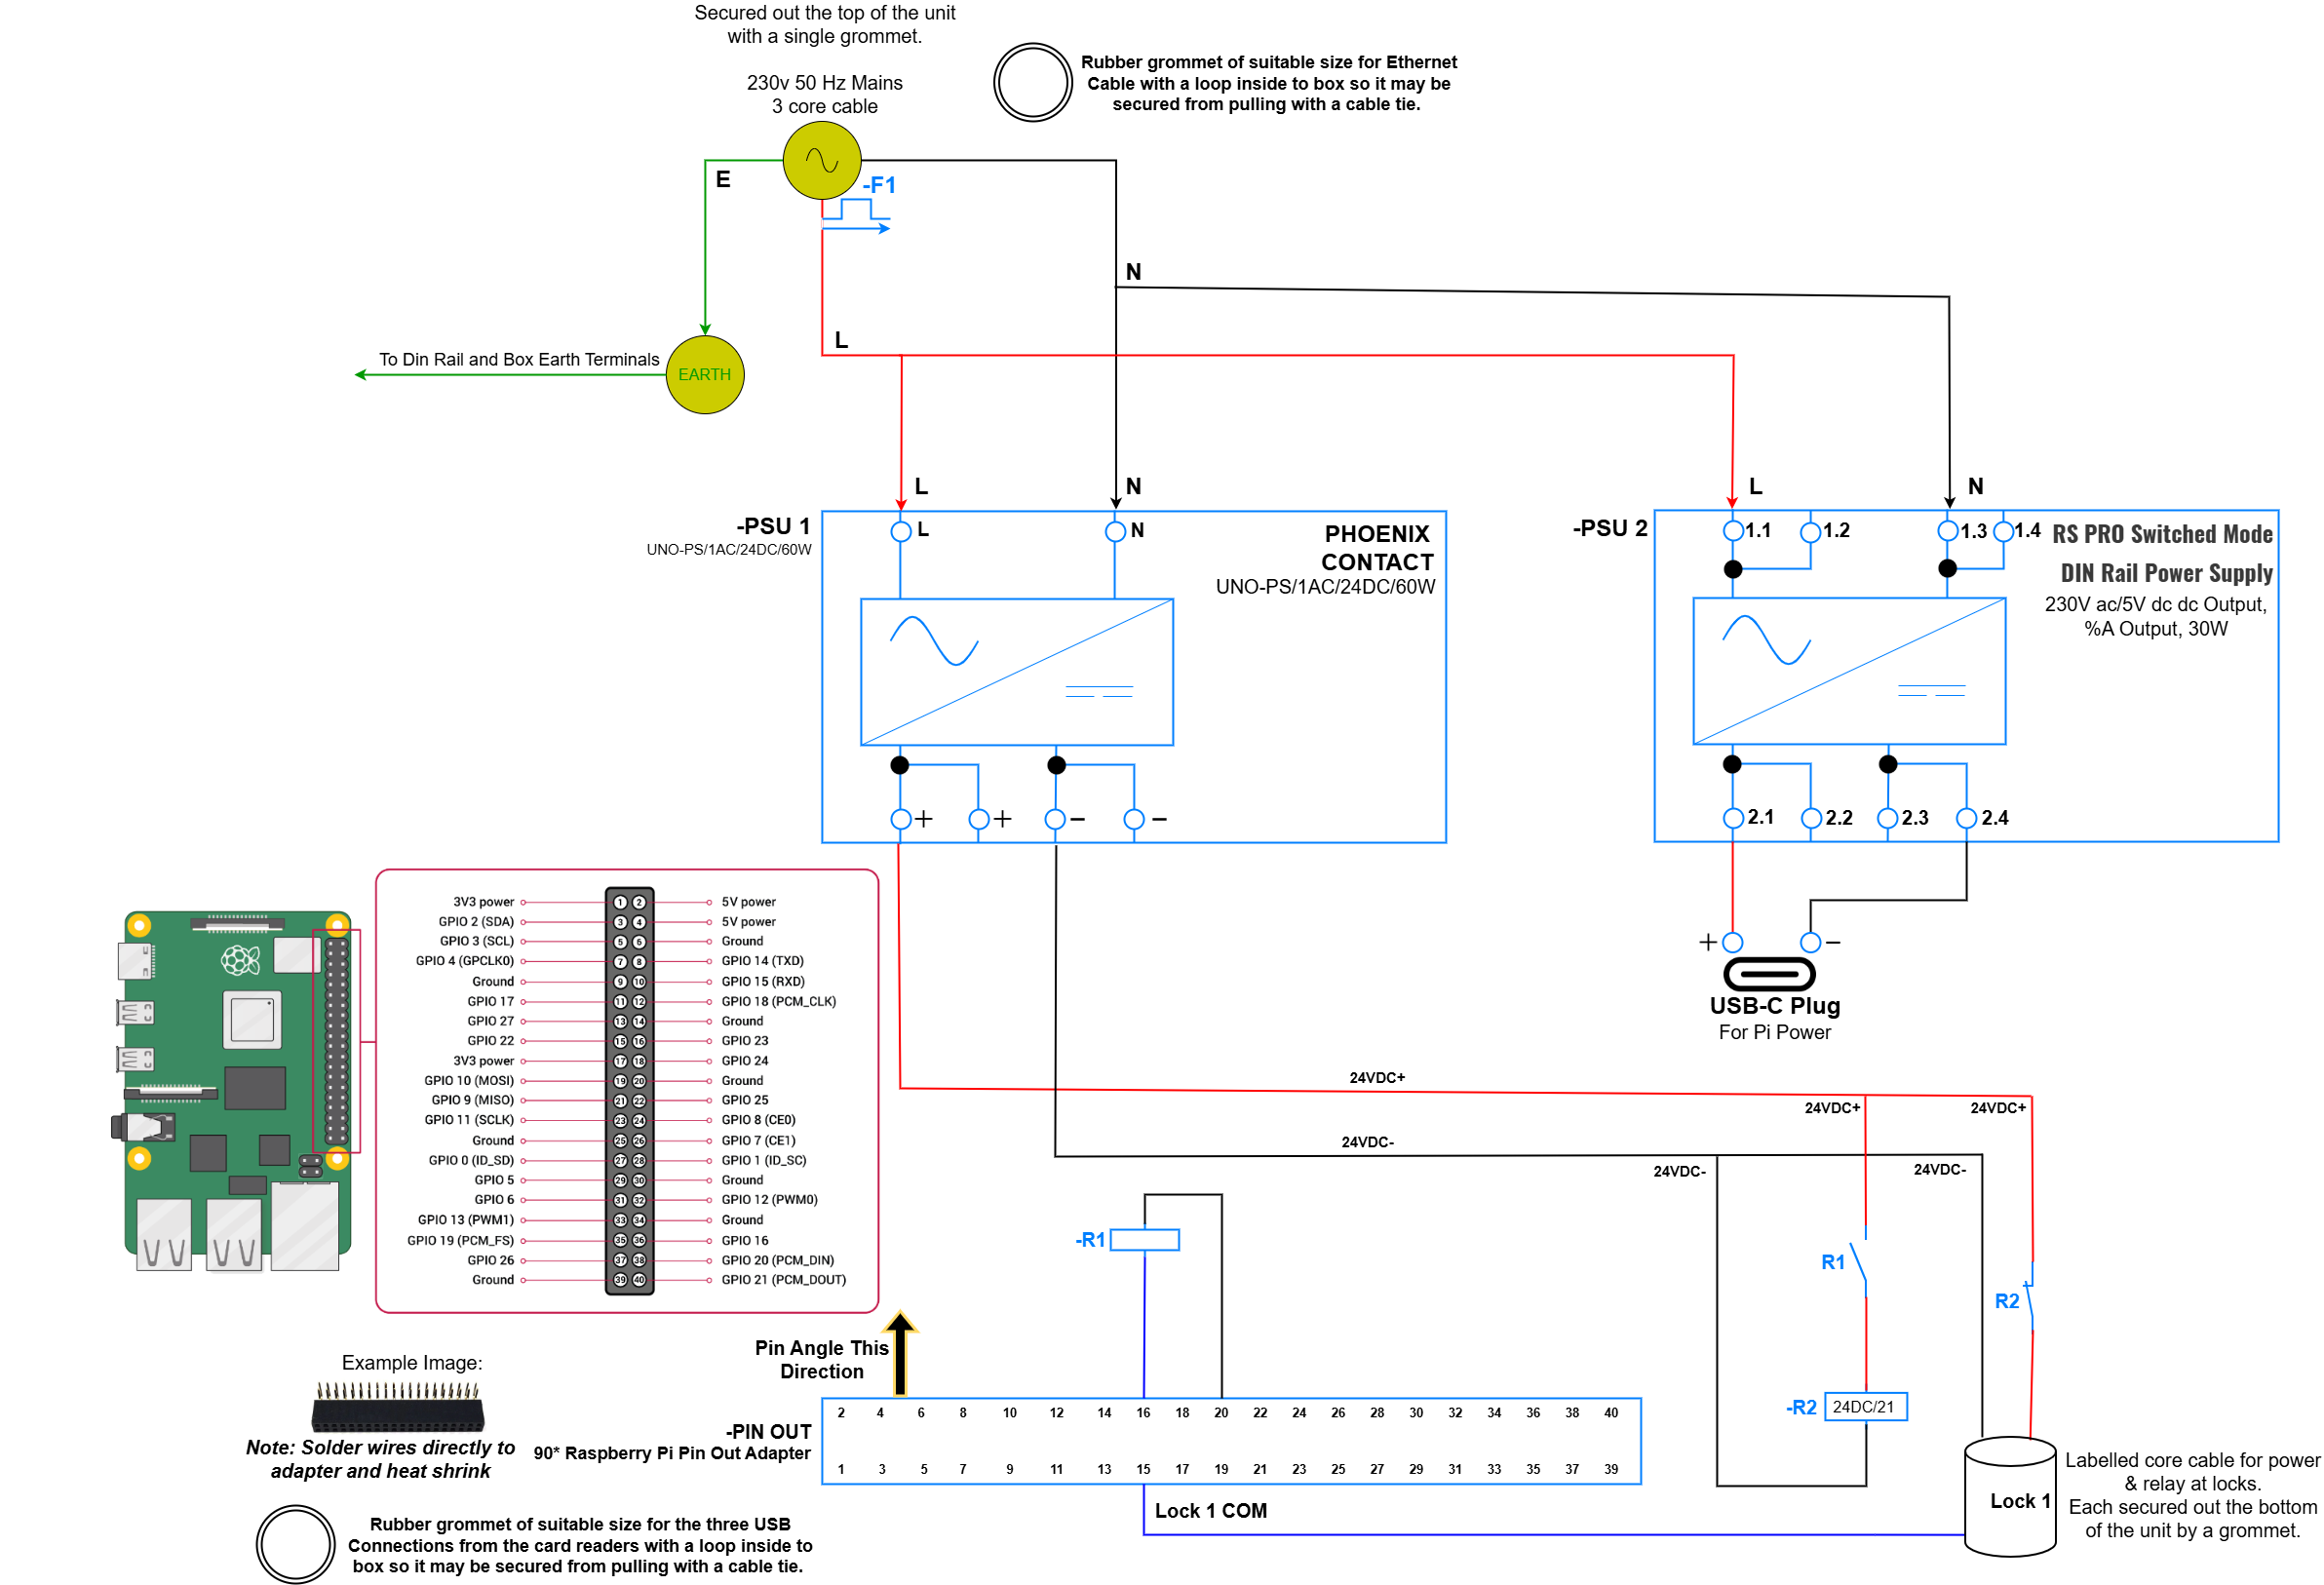 Secured out the top of the unit
with a single grommet.
230v 50 Hz Mains
3 core cable
Rubber grommet of suitable size for Ethernet
Cable with a loop inside to box so it may be
secured from pulling with a cable tie.
E
-F1
N
L
To Din Rail and Box Earth Terminals
EARTH
L
N
L
N
-PSU 1
UNO-PS/1AC/24DC/60W
L
N
PHOENIX
CONTACT
UNO-PS/1AC/24DC/60W
+
+
−
−
-PSU 2
1.1
1.2
1.3
1.4
RS PRO Switched Mode
DIN Rail Power Supply
230V ac/5V dc dc Output,
%A Output, 30W
2.1
2.2
2.3
2.4
+
−
USB-C Plug
For Pi Power
3V3 power 1 2 5V power
GPIO 2 (SDA) 3 4 5V power
GPIO 3 (SCL) 5 6 Ground
GPIO 4 (GPCLK0) 7 8 GPIO 14 (TXD)
Ground 9 10 GPIO 15 (RXD)
GPIO 17 11 12 GPIO 18 (PCM_CLK)
GPIO 27 13 14 Ground
GPIO 22 15 16 GPIO 23
3V3 power 17 18 GPIO 24
GPIO 10 (MOSI) 19 20 Ground
GPIO 9 (MISO) 21 22 GPIO 25
GPIO 11 (SCLK) 23 24 GPIO 8 (CE0)
Ground 25 26 GPIO 7 (CE1)
GPIO 0 (ID_SD) 27 28 GPIO 1 (ID_SC)
GPIO 5 29 30 Ground
GPIO 6 31 32 GPIO 12 (PWM0)
GPIO 13 (PWM1) 33 34 Ground
GPIO 19 (PCM_FS) 35 36 GPIO 16
GPIO 26 37 38 GPIO 20 (PCM_DIN)
Ground 39 40 GPIO 21 (PCM_DOUT)
24VDC+
24VDC+
24VDC+
24VDC-
24VDC-
24VDC-
-R1
R1
R2
-R2
24DC/21
Pin Angle This
Direction
Example Image:
Note: Solder wires directly to
adapter and heat shrink
-PIN OUT
90* Raspberry Pi Pin Out Adapter
2 4 6 8 10 12 14 16 18 20 22 24 26 28 30 32 34 36 38 40
1 3 5 7 9 11 13 15 17 19 21 23 25 27 29 31 33 35 37 39
Lock 1 COM
Lock 1
Labelled core cable for power
& relay at locks.
Each secured out the bottom
of the unit by a grommet.
Rubber grommet of suitable size for the three USB
Connections from the card readers with a loop inside to
box so it may be secured from pulling with a cable tie.